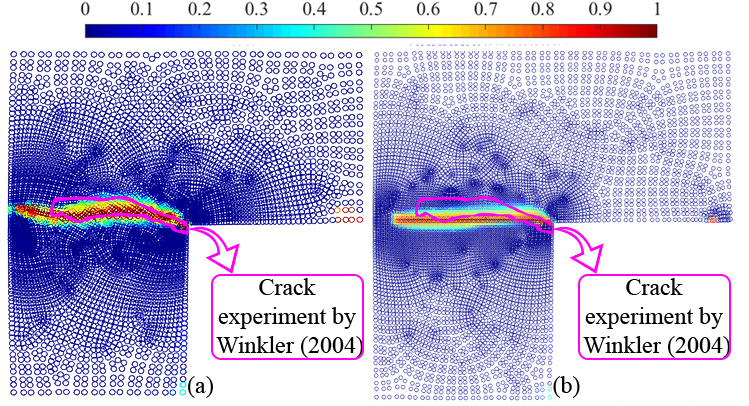 0 0.1 0.2 0.3 0.4 0.5 0.6 0.7 0.8 0.9 1
Crack
experiment by
Winkler (2004)
(a)
Crack
experiment by
Winkler (2004)
(b)